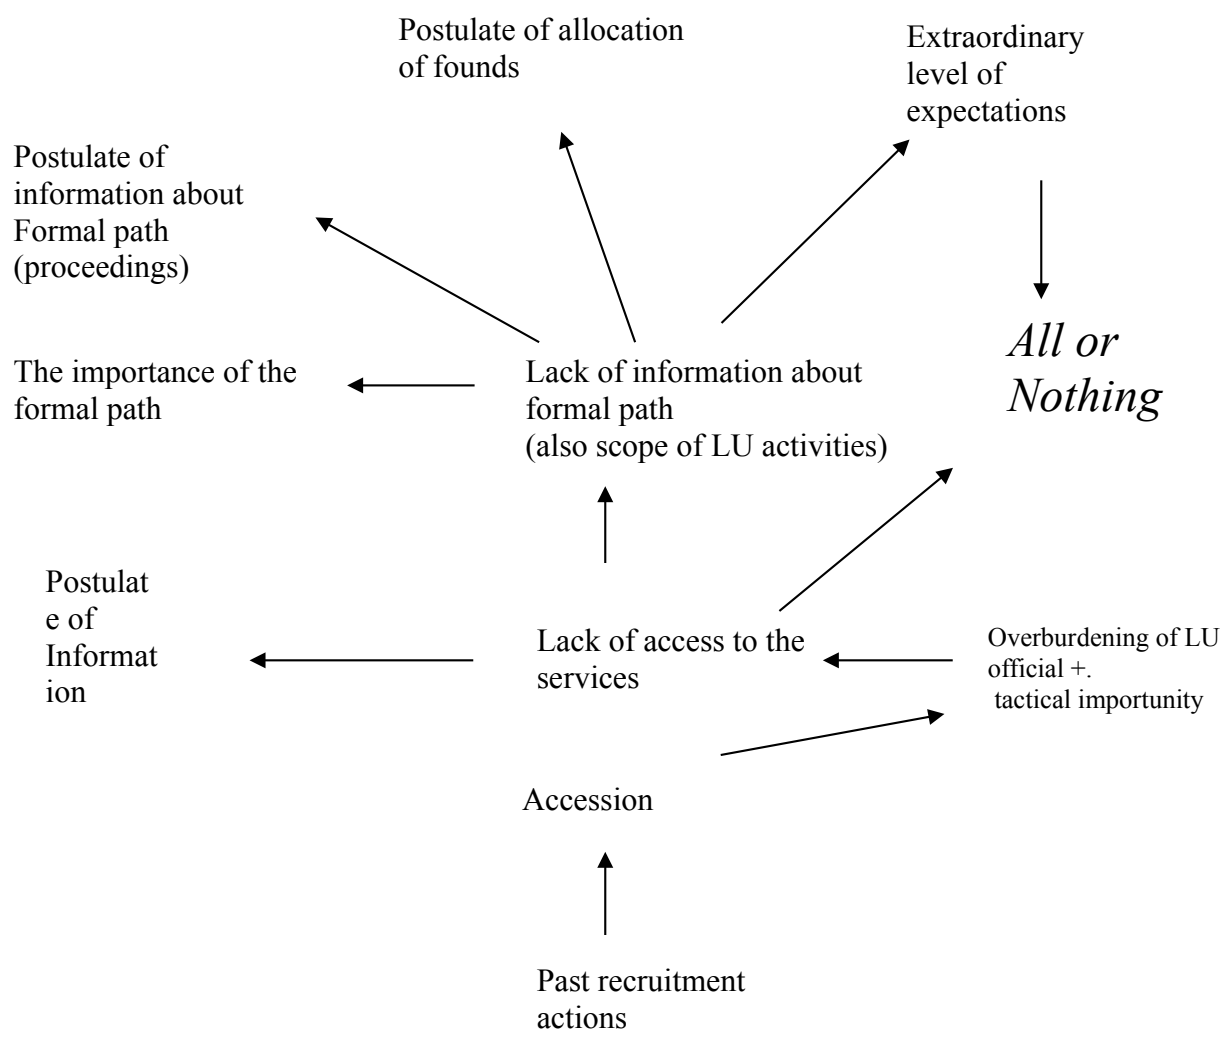 Postulate of allocation
of founds
Extraordinary
level of
expectations
Postulate of
information about
Formal path
(proceedings)
All or
Nothing
The importance of the
formal path
Lack of information about
formal path
(also scope of LU activities)
Postulat
e of
Informat
ion
Lack of access to the
services
Overburdening of LU
official +.
tactical importunity
Accession
Past recruitment
actions